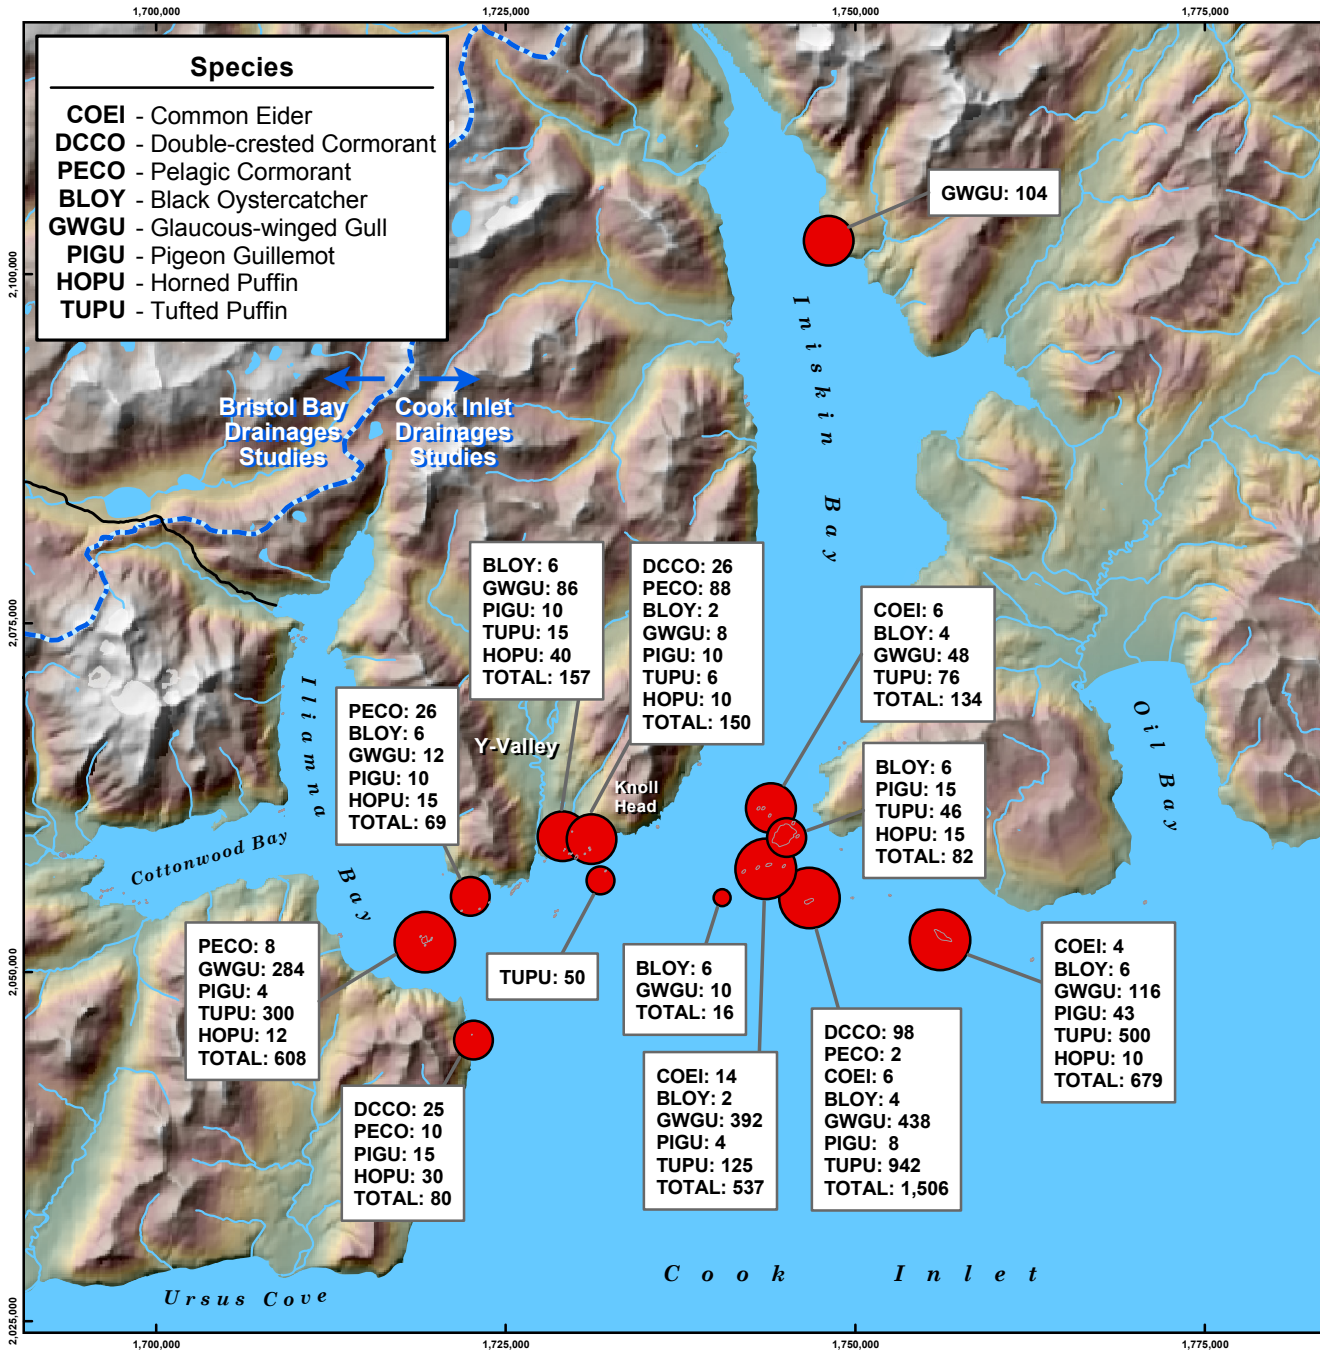 1,700,000
1,725,000
1,750,000
1,775,000
Species
COEI - Common Eider
DCCO - Double-crested Cormorant
PECO - Pelagic Cormorant
BLOY - Black Oystercatcher
GWGU - Glaucous-winged Gull
PIGU - Pigeon Guillemot
HOPU - Horned Puffin
TUPU - Tufted Puffin
GWGU: 104
2,100,000
Iniskin Bay
Bristol Bay
Drainages
Studies
Cook Inlet
Drainages
Studies
BLOY: 6
GWGU: 86
PIGU: 10
TUPU: 15
HOPU: 40
TOTAL: 157
DCCO: 26
PECO: 88
BLOY: 2
GWGU: 8
PIGU: 10
TUPU: 6
HOPU: 10
TOTAL: 150
COEI: 6
BLOY: 4
GWGU: 48
TUPU: 76
TOTAL: 134
2,075,000
Iliamna Bay
PECO: 26
BLOY: 6
GWGU: 12
PIGU: 10
HOPU: 15
TOTAL: 69
Y-Valley
Knoll
Head
Oil Bay
BLOY: 6
PIGU: 15
TUPU: 46
HOPU: 15
TOTAL: 82
Cottonwood Bay
PECO: 8
GWGU: 284
PIGU: 4
TUPU: 300
HOPU: 12
TOTAL: 608
TUPU: 50
BLOY: 6
GWGU: 10
TOTAL: 16
COEI: 4
BLOY: 6
GWGU: 116
PIGU: 43
TUPU: 500
HOPU: 10
TOTAL: 679
2,050,000
DCCO: 25
PECO: 10
PIGU: 15
HOPU: 30
TOTAL: 80
COEI: 14
BLOY: 2
GWGU: 392
PIGU: 4
TUPU: 125
TOTAL: 537
DCCO: 98
PECO: 2
COEI: 6
BLOY: 4
GWGU: 438
PIGU: 8
TUPU: 942
TOTAL: 1,506
Cook Inlet
Ursus Cove
2,025,000
1,700,000
1,725,000
1,750,000
1,775,000